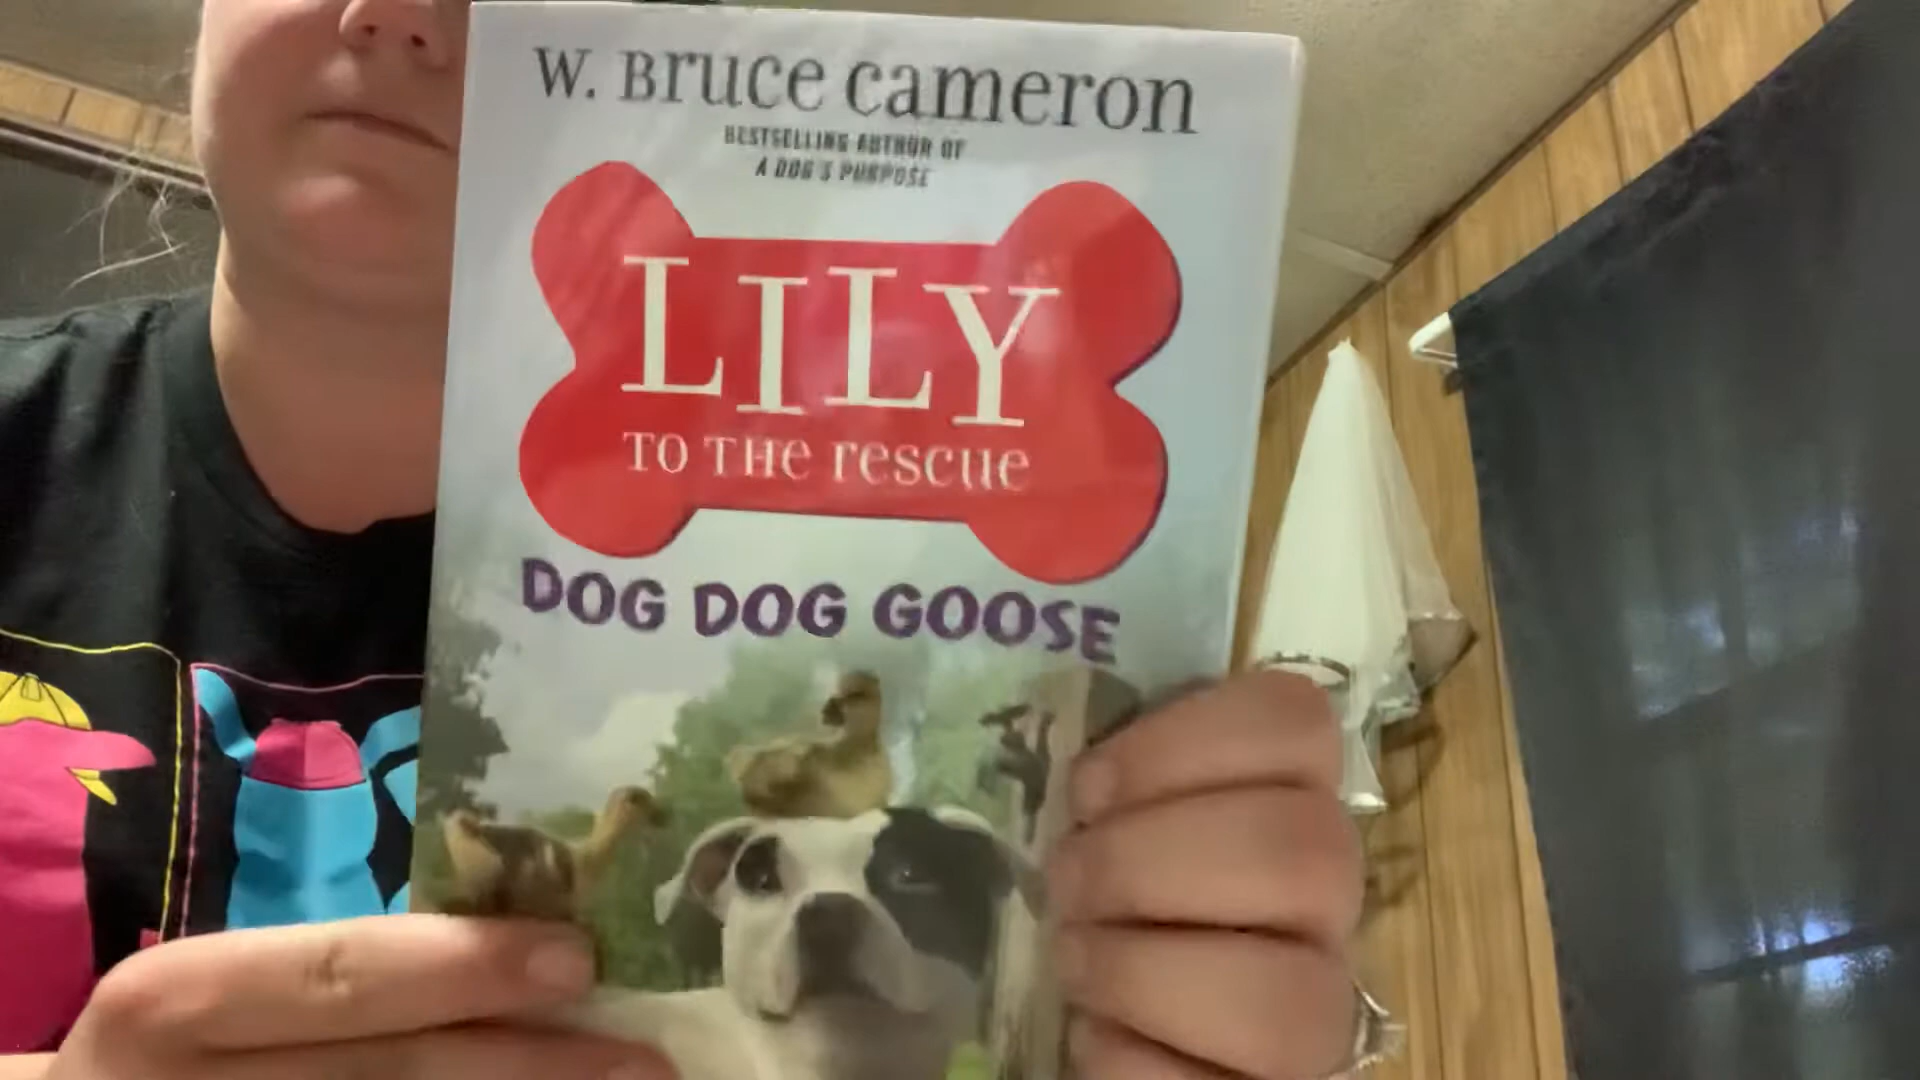 W. Bruce Cameron
BESTSELLING AUTHOR OF
A DOG'S PURPOSE
LILY
TO THE rescue
DOG DOG GOOSE